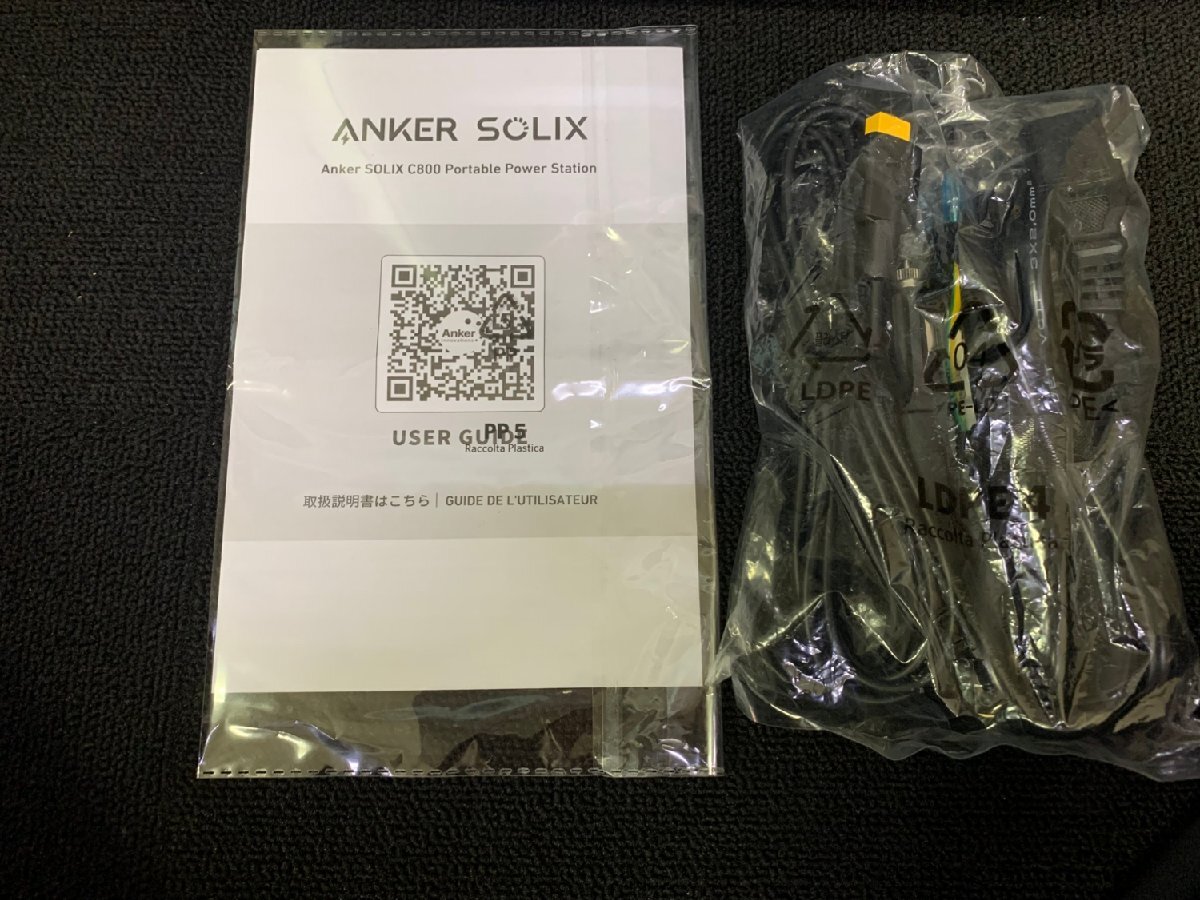 ANKER SOLIX
Anker SOLIX C800 Portable Power Station
Anker
USER GUIDE
PP 5
Raccolta Plastica
取扱説明書はこちら | GUIDE DE L'UTILISATEUR
LDPE
LDPE 4
Raccolta Plastica